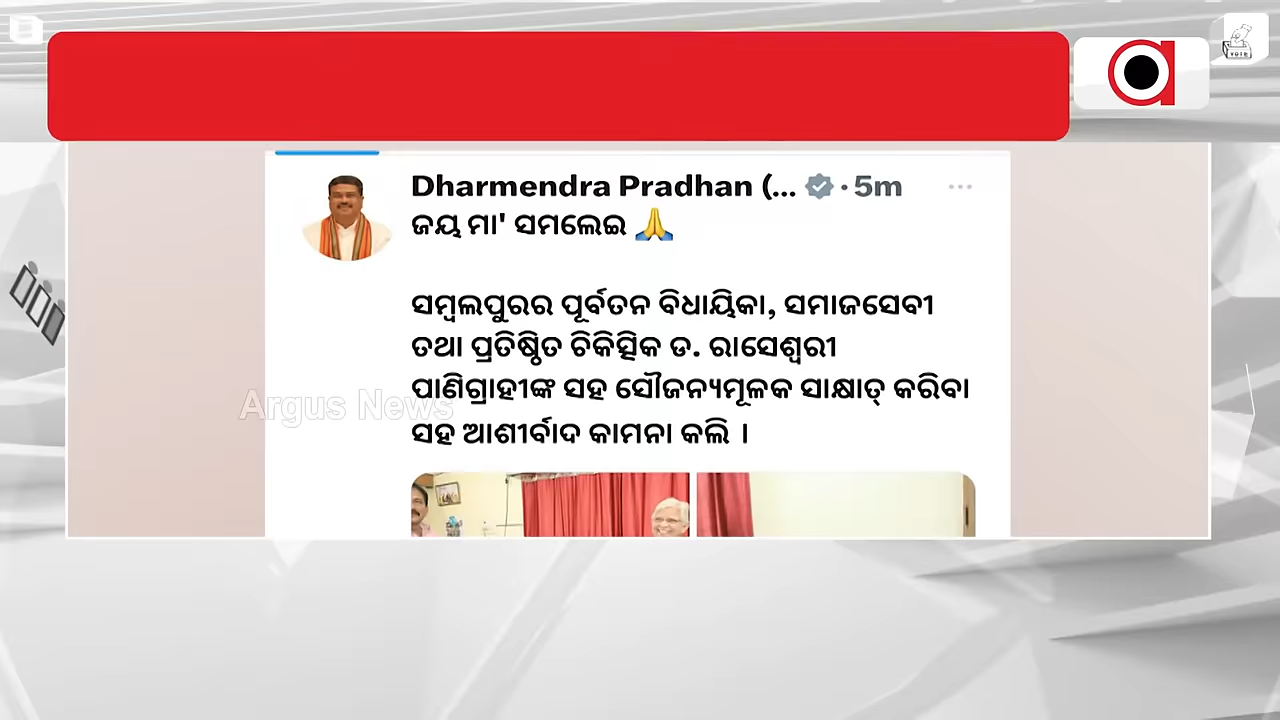 Dharmendra Pradhan (... · 5m
ଜୟ ମା' ସମଲେଇ 🙏
ସମ୍ବଲପୁରର ପୂର୍ବତନ ବିଧାୟିକା, ସମାଜସେବୀ
ତଥା ପ୍ରତିଷ୍ଠିତ ଚିକିତ୍ସକ ଡ. ରାସେଶ୍ୱରୀ
ପାଣିଗ୍ରାହୀଙ୍କ ସହ ସୌଜନ୍ୟମୂଳକ ସାକ୍ଷାତ୍ କରିବା
ସହ ଆଶୀର୍ବାଦ କାମନା କଲି ।
Argus News